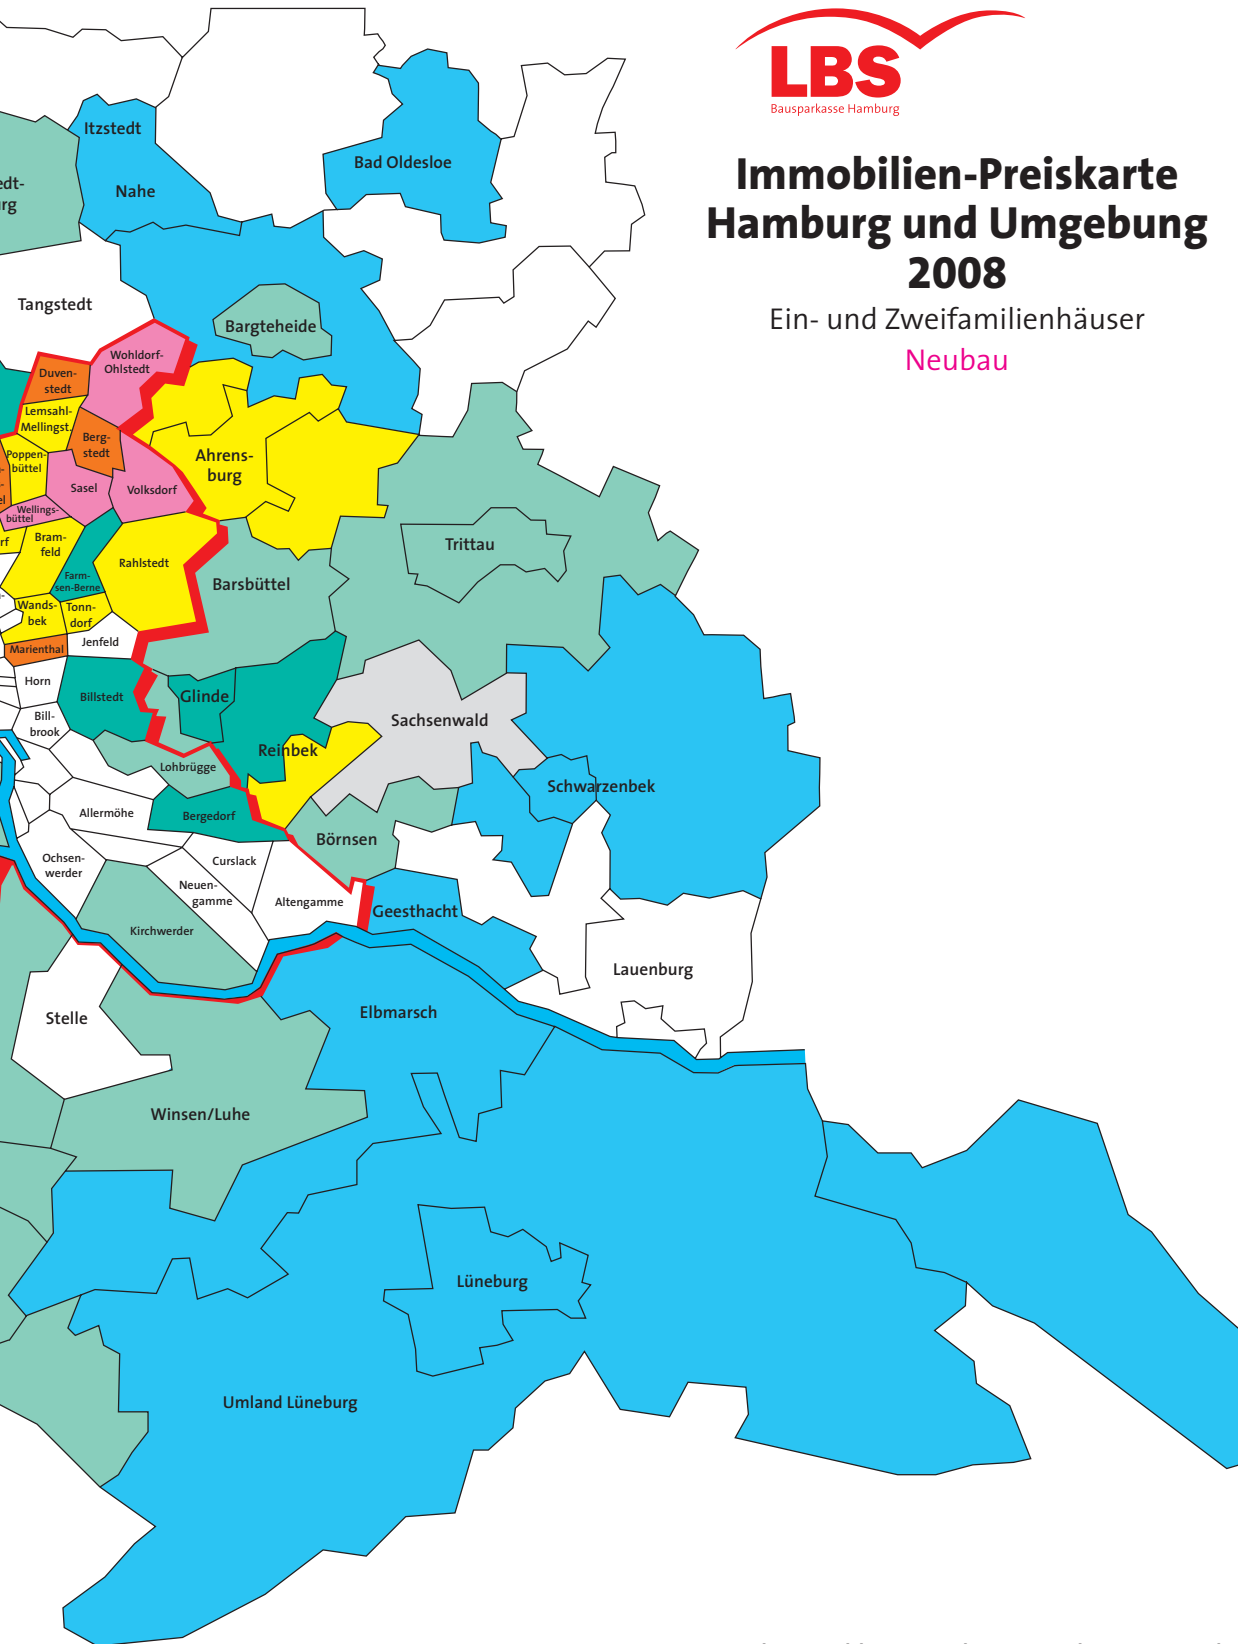 LBS
Bausparkasse Hamburg
Immobilien-Preiskarte
Hamburg und Umgebung
2008
Ein- und Zweifamilienhäuser
Neubau
Itzstedt
Nahe
Bad Oldesloe
edt-
rg
Tangstedt
Bargteheide
Wohldorf-
Ohlstedt
Duven-
stedt
Lemsahl-
Mellingst.
Berg-
stedt
Poppen-
büttel
Ahrens-
burg
Sasel
Volksdorf
Wellings-
büttel
rf
Bram-
feld
Rahlstedt
Farm-
sen-Berne
Trittau
Barsbüttel
Wands-
bek
Tonn-
dorf
Marienthal
Jenfeld
Horn
Billstedt
Glinde
Bill-
brook
Sachsenwald
Reinbek
Lohbrügge
Schwarzenbek
Allermöhe
Bergedorf
Börnsen
Ochsen-
werder
Curslack
Neuen-
gamme
Altengamme
Geesthacht
Kirchwerder
Lauenburg
Stelle
Elbmarsch
Winsen/Luhe
Lüneburg
Umland Lüneburg